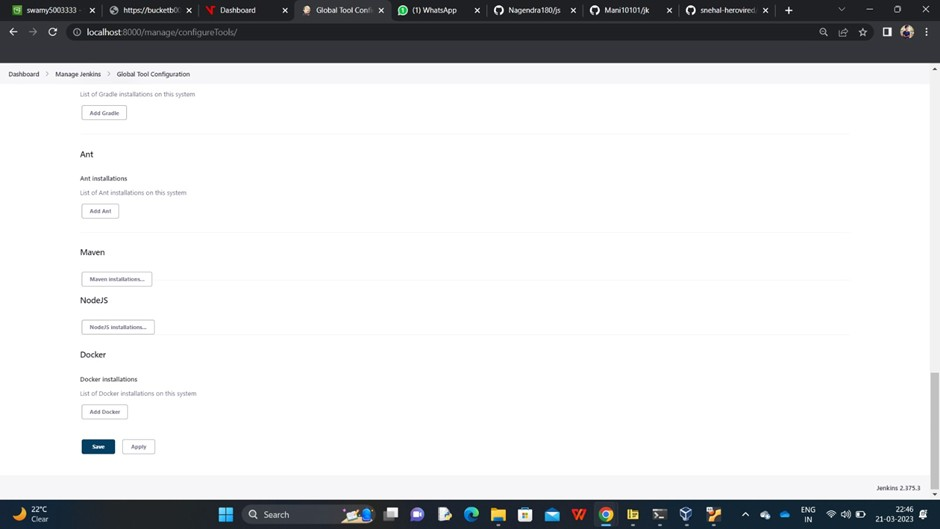 swamy5003333 -
https://bucketb0
Dashboard
Global Tool Confi
(1) WhatsApp
Nagendra180/js
Mani10101/jk
snehal-herovired
localhost:8000/manage/configureTools/
Dashboard > Manage Jenkins > Global Tool Configuration
List of Gradle installations on this system
Add Gradle
Ant
Ant installations
List of Ant installations on this system
Add Ant
Maven
Maven installations...
NodeJS
NodeJS installations...
Docker
Docker installations
List of Docker installations on this system
Add Docker
Save
Apply
Jenkins 2.375.3
22°C
Clear
Search
ENG
IN
22:46
21-03-2023